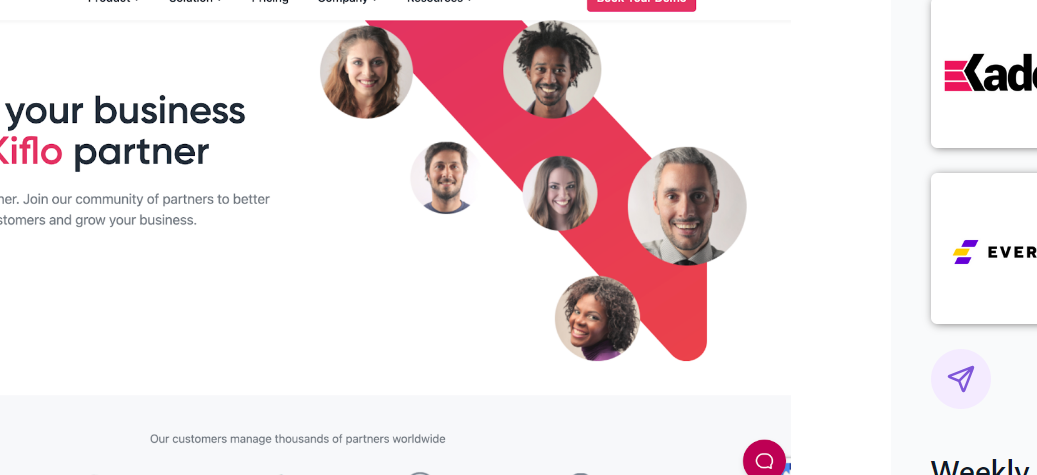 Product
Solution
Pricing
Company
Resources
Book Your Demo
your business
Kiflo partner
ner. Join our community of partners to better
stomers and grow your business.
Our customers manage thousands of partners worldwide
Kade
EVER
Weekly